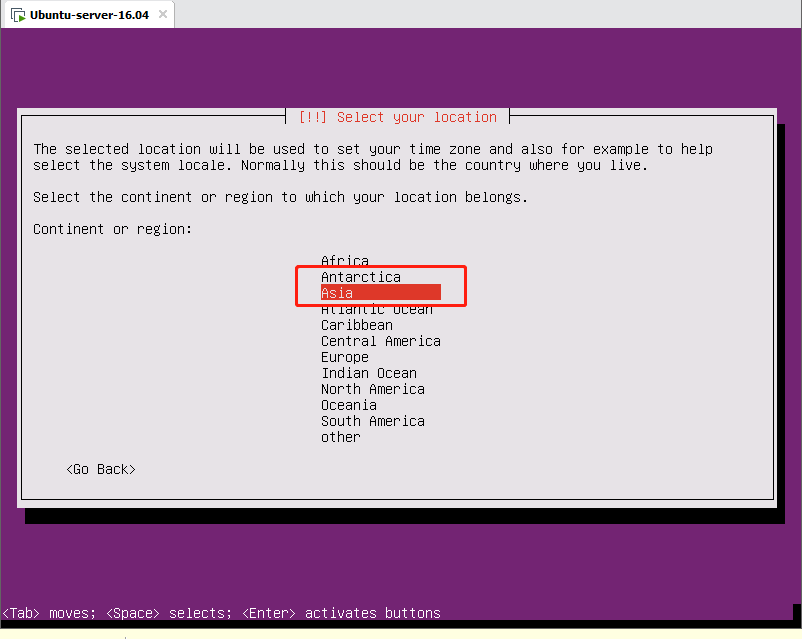 Ubuntu-server-16.04
[!!] Select your location
The selected location will be used to set your time zone and also for example to help
select the system locale. Normally this should be the country where you live.
Select the continent or region to which your location belongs.
Continent or region:
Africa
Antarctica
Asia
Atlantic Ocean
Caribbean
Central America
Europe
Indian Ocean
North America
Oceania
South America
other
<Go Back>
<Tab> moves; <Space> selects; <Enter> activates buttons